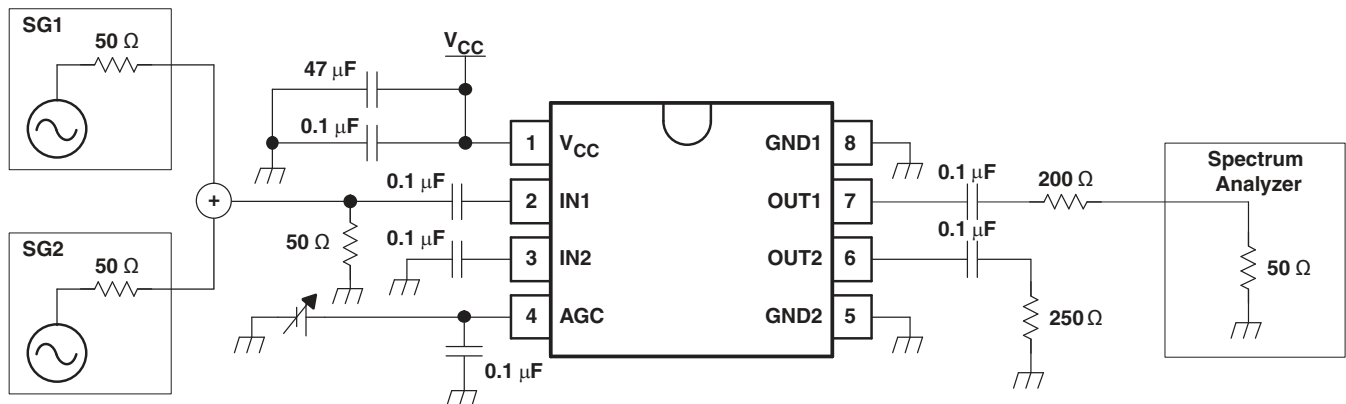 SG1
50 Ω
V_CC
47 μF
0.1 μF
1
V_CC
GND1
8
0.1 μF
2
IN1
OUT1
7
0.1 μF
200 Ω
Spectrum
Analyzer
+
50 Ω
0.1 μF
3
IN2
OUT2
6
0.1 μF
50 Ω
SG2
50 Ω
4
AGC
GND2
5
250 Ω
0.1 μF